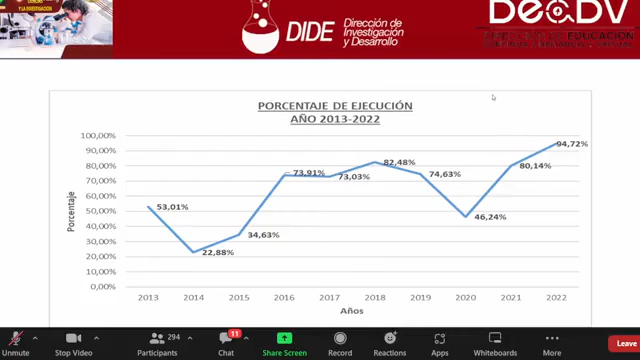 Y LA INVESTIGACIÓN
DIDE
Dirección de
Investigación
y Desarrollo
DEaDV
PORCENTAJE DE EJECUCIÓN
AÑO 2013-2022
100,00%
90,00%
80,00%
70,00%
60,00%
50,00%
40,00%
30,00%
20,00%
10,00%
0,00%
Porcentaje
53,01%
22,88%
34,63%
73,91%
73,03%
82,48%
74,63%
46,24%
80,14%
94,72%
2013 2014 2015 2016 2017 2018 2019 2020 2021 2022
Años
294
11
Unmute Stop Video Participants Chat Share Screen Record Reactions Apps Whiteboards More Leave